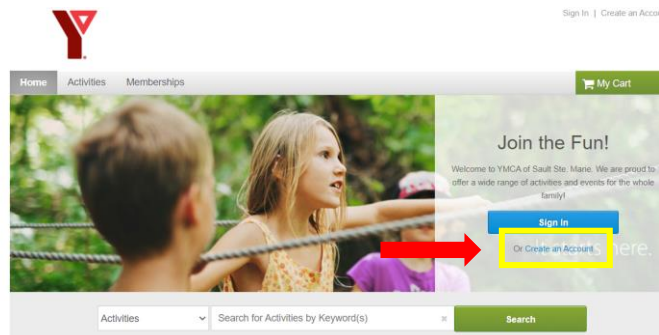 Sign In | Create an Accou
Home Activities Memberships My Cart
Join the Fun!
Welcome to YMCA of Sault Ste. Marie. We are proud to
offer a wide range of activities and events for the whole
family!
Sign In
Or Create an Account here.
Activities Search for Activities by Keyword(s) Search